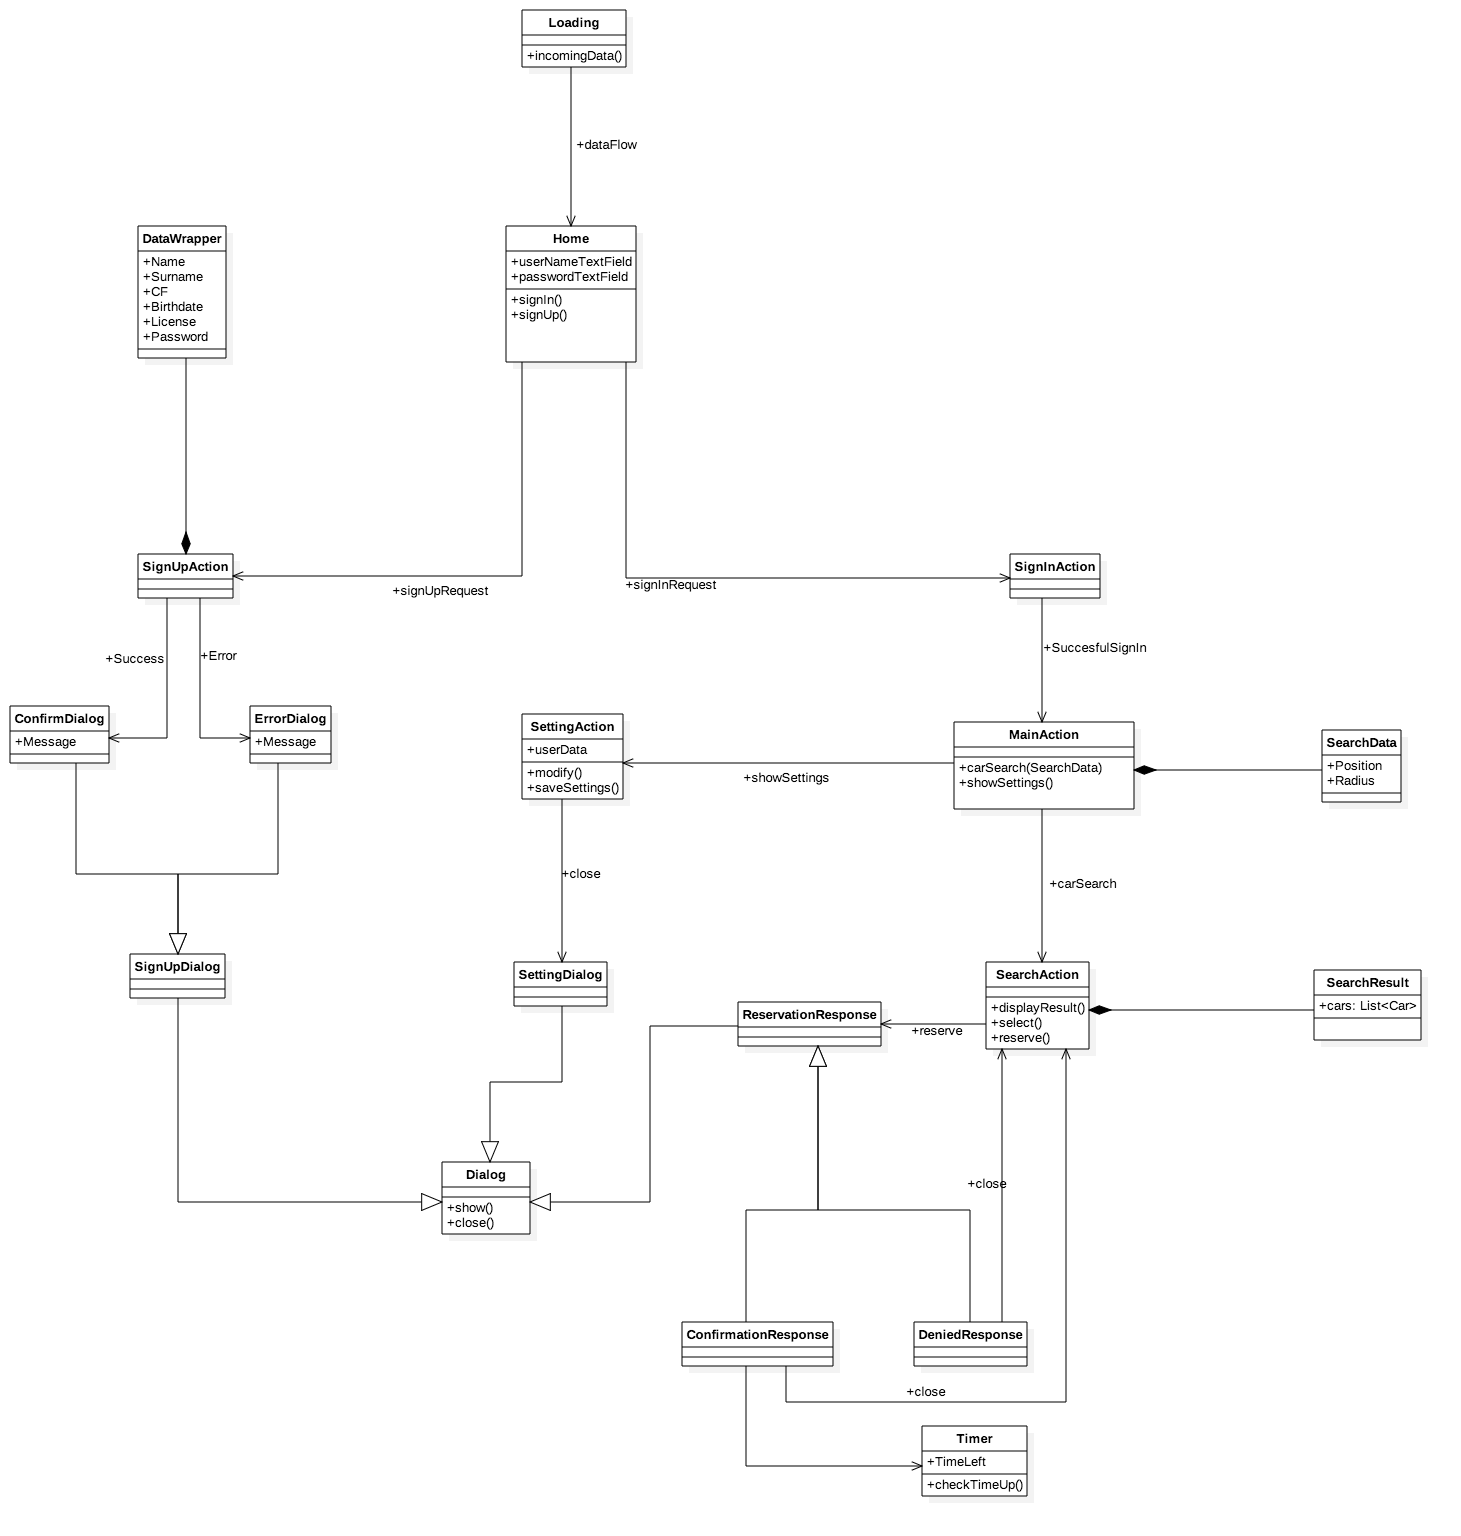 Loading
+incomingData()
+dataFlow
DataWrapper
+Name
+Surname
+CF
+Birthdate
+License
+Password
Home
+userNameTextField
+passwordTextField
+signIn()
+signUp()
SignUpAction
+signUpRequest
+signInRequest
SignInAction
+Success
+Error
+SuccesfulSignIn
ConfirmDialog
+Message
ErrorDialog
+Message
SettingAction
+userData
+modify()
+saveSettings()
+showSettings
MainAction
+carSearch(SearchData)
+showSettings()
SearchData
+Position
+Radius
+close
+carSearch
SignUpDialog
SettingDialog
ReservationResponse
+reserve
SearchAction
+displayResult()
+select()
+reserve()
SearchResult
+cars: List<Car>
Dialog
+show()
+close()
+close
ConfirmationResponse
DeniedResponse
+close
Timer
+TimeLeft
+checkTimeUp()